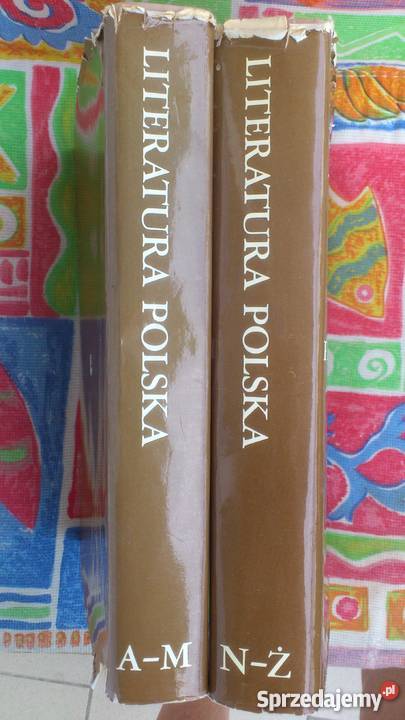 LITERATURA POLSKA
A–M
LITERATURA POLSKA
N–Ż
Sprzedajemy.pl